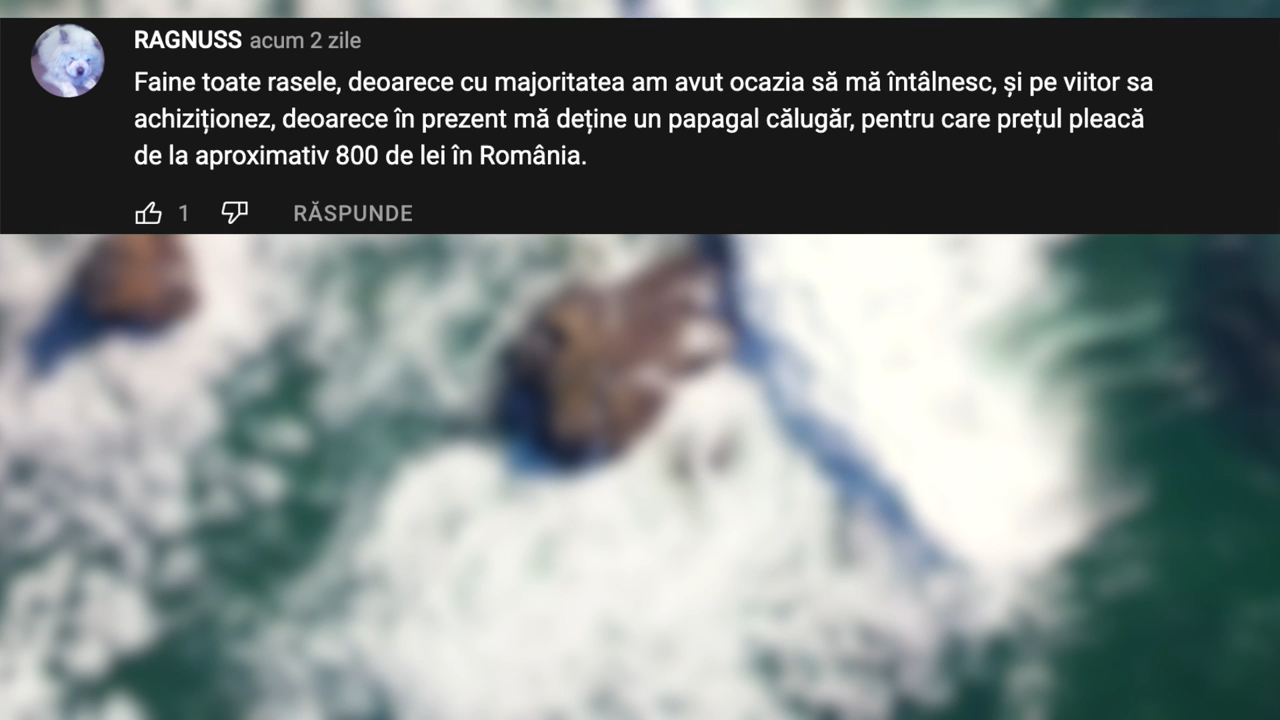 RAGNUSS acum 2 zile
Faine toate rasele, deoarece cu majoritatea am avut ocazia să mă întâlnesc, și pe viitor sa
achiziționez, deoarece în prezent mă deține un papagal călugăr, pentru care prețul pleacă
de la aproximativ 800 de lei în România.
1 RĂSPUNDE